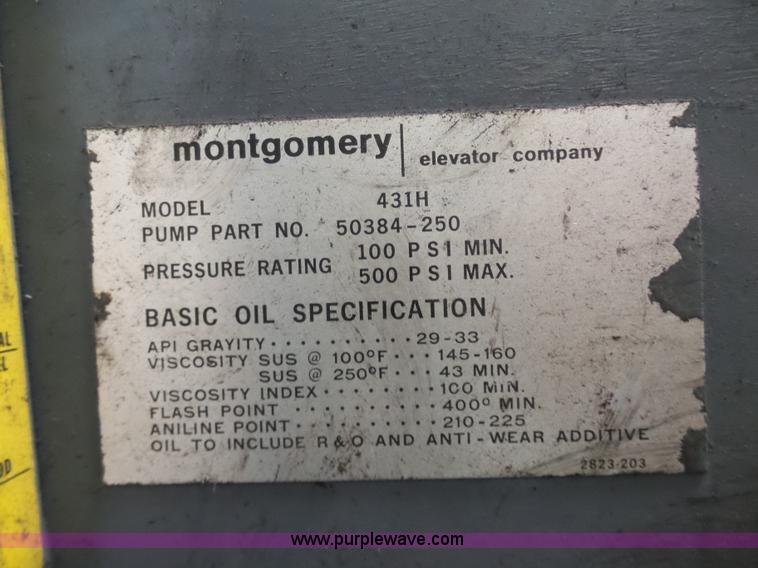 montgomery | elevator company
MODEL 431H
PUMP PART NO. 50384-250
PRESSURE RATING 100 PSI MIN.
500 PSI MAX.
BASIC OIL SPECIFICATION
API GRAYITY · · · · · · · · · · 29-33
VISCOSITY SUS @ 100°F · · · 145-160
SUS @ 250°F · · · 43 MIN.
VISCOSITY INDEX · · · · · · · · 100 MIN.
FLASH POINT · · · · · · · · · · 400° MIN.
ANILINE POINT · · · · · · · · · 210-225
OIL TO INCLUDE R&O AND ANTI-WEAR ADDITIVE
2823-203
www.purplewave.com